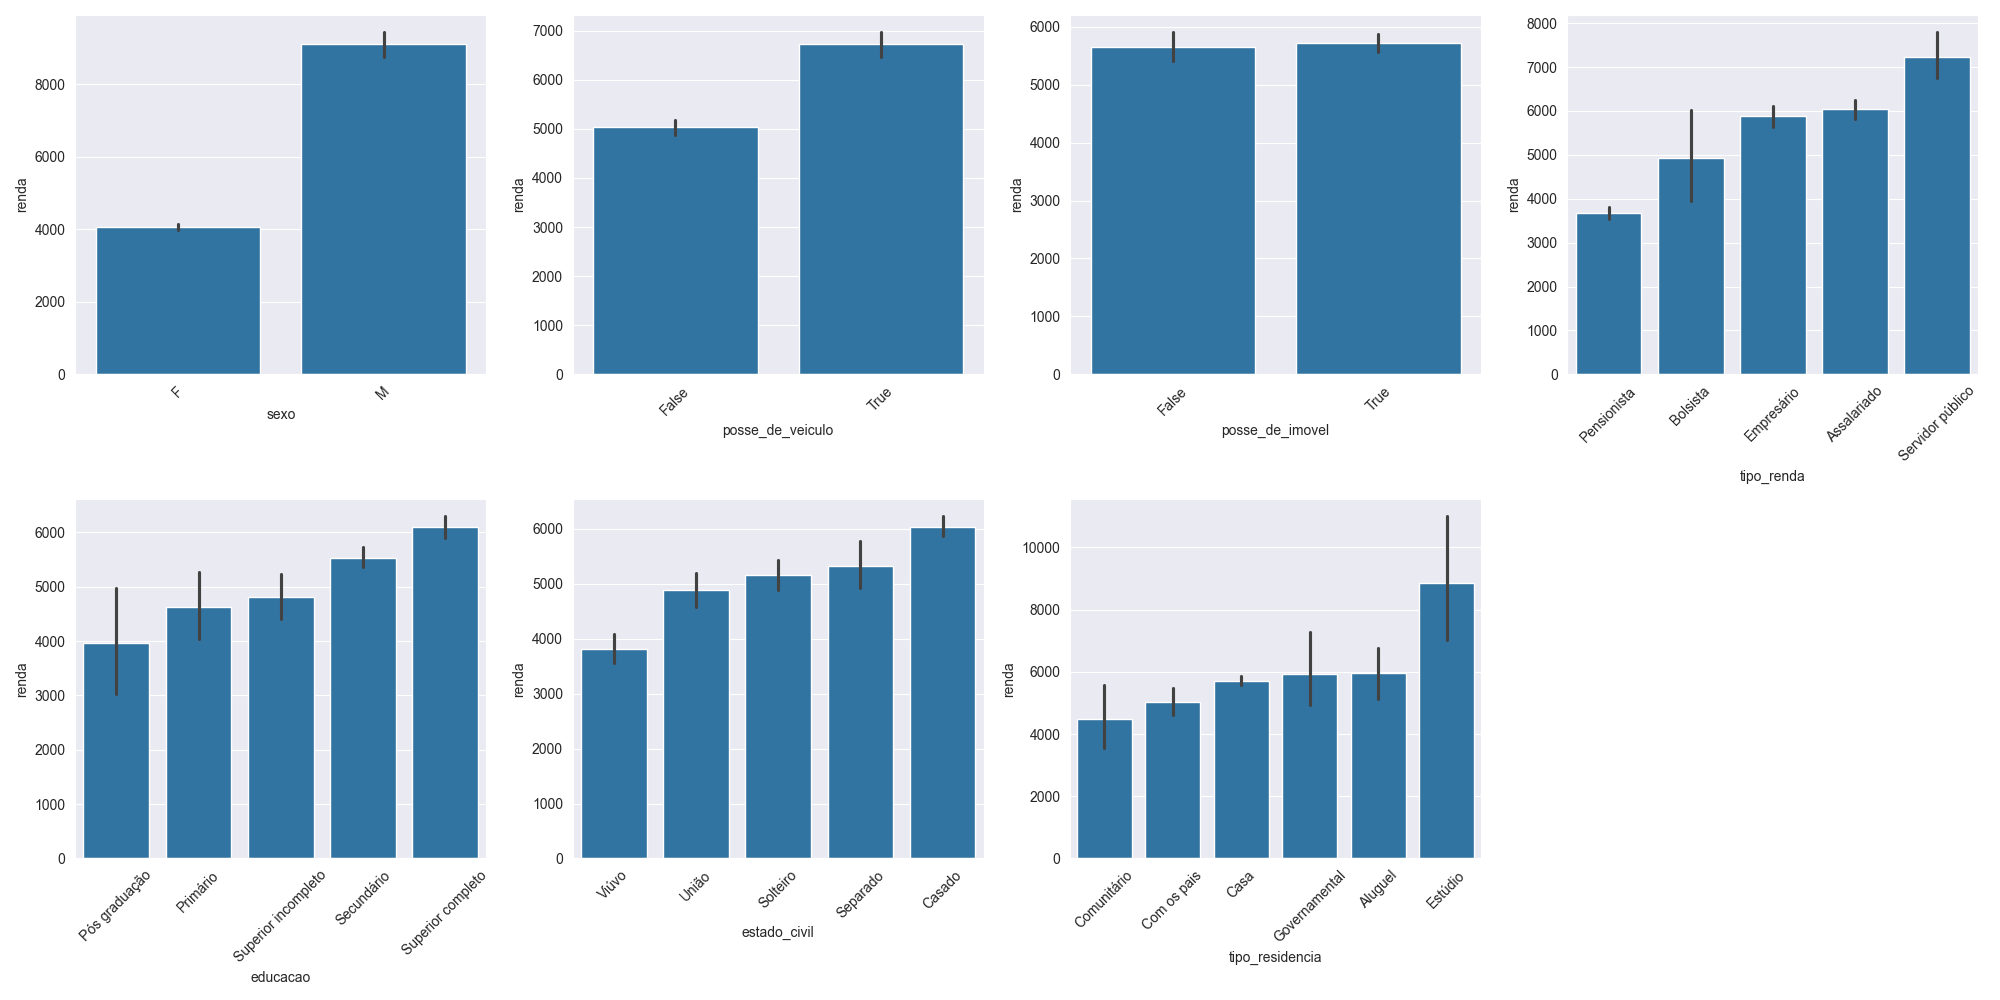 8000
6000
4000
2000
0
renda
F
M
sexo
7000
6000
5000
4000
3000
2000
1000
0
renda
False
True
posse_de_veiculo
6000
5000
4000
3000
2000
1000
0
renda
False
True
posse_de_imovel
8000
7000
6000
5000
4000
3000
2000
1000
0
renda
Pensionista
Bolsista
Empresário
Assalariado
Servidor público
tipo_renda
6000
5000
4000
3000
2000
1000
0
renda
Pós graduação
Primário
Superior incompleto
Secundário
Superior completo
educacao
6000
5000
4000
3000
2000
1000
0
renda
Viúvo
União
Solteiro
Separado
Casado
estado_civil
10000
8000
6000
4000
2000
0
renda
Comunitário
Com os pais
Casa
Governamental
Aluguel
Estúdio
tipo_residencia